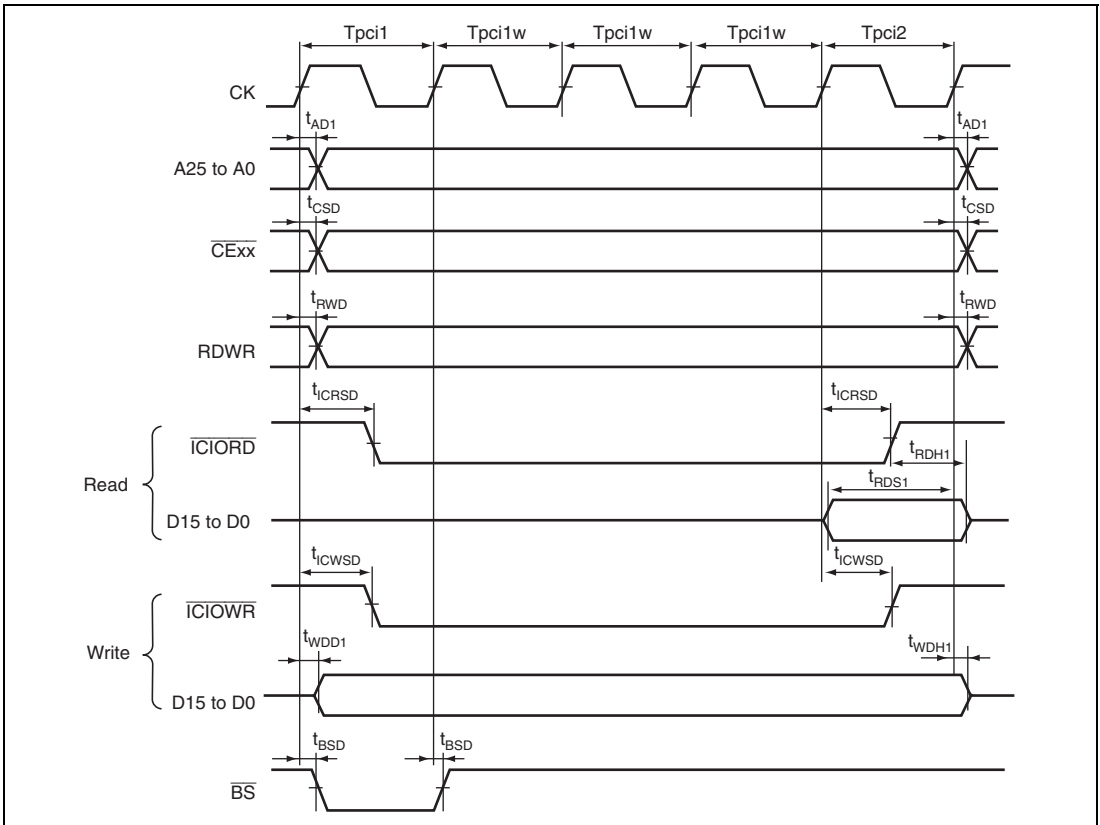 Tpci1 Tpci1w Tpci1w Tpci1w Tpci2
CK
tAD1 tAD1
A25 to A0
tCSD tCSD
CExx
tRWD tRWD
RDWR
tICRSD tICRSD
ICIORD
tRDH1
Read
tRDS1
D15 to D0
tICWSD tICWSD
ICIOWR
tWDD1 tWDH1
Write
D15 to D0
tBSD tBSD
BS